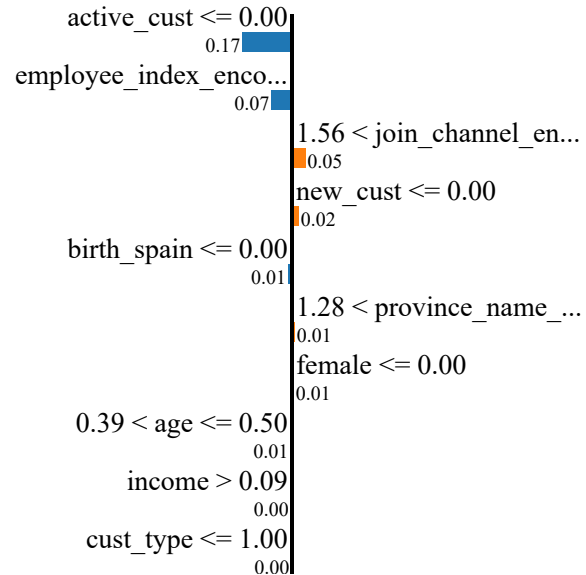 active_cust <= 0.00
0.17
employee_index_enco...
0.07
1.56 < join_channel_en...
0.05
new_cust <= 0.00
0.02
birth_spain <= 0.00
0.01
1.28 < province_name_...
0.01
female <= 0.00
0.01
0.39 < age <= 0.50
0.01
income > 0.09
0.00
cust_type <= 1.00
0.00